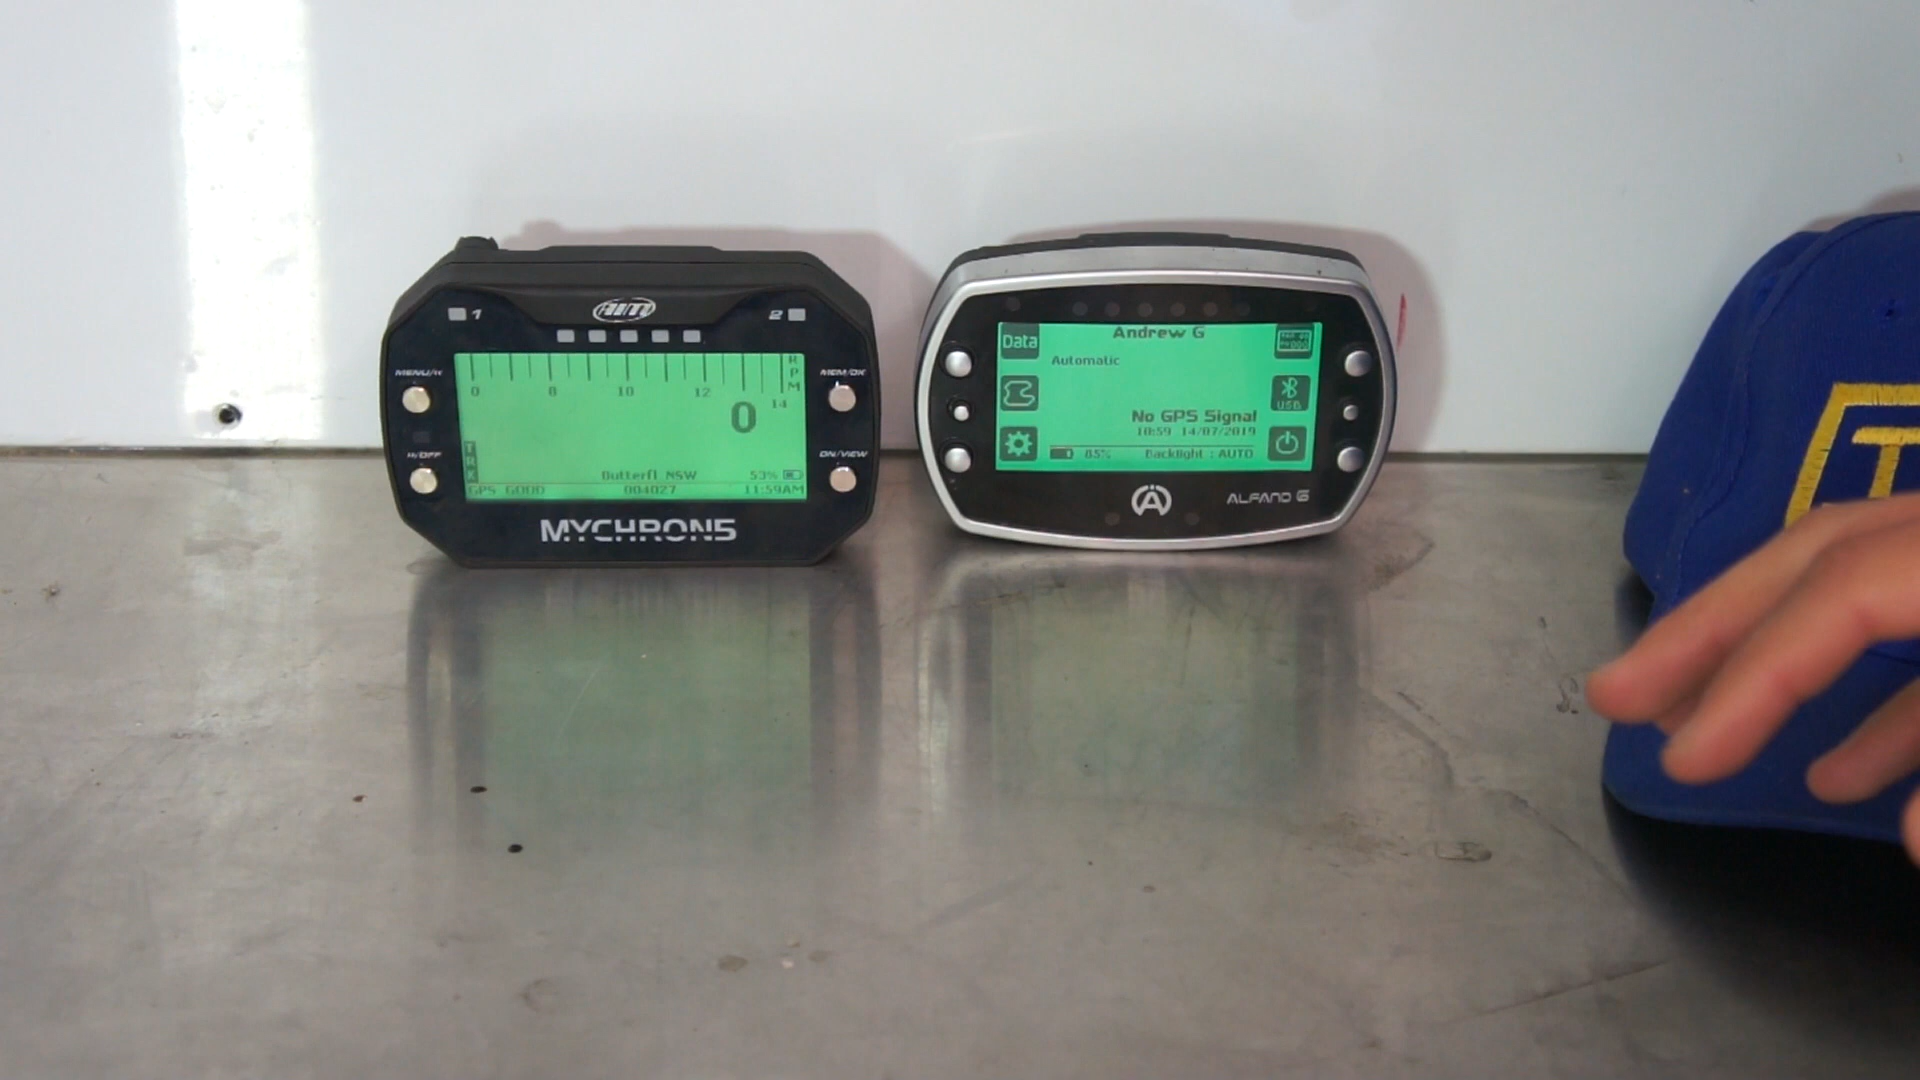 AiM
1
2
MENU/<<
MEM/OK
>>/OFF
ON/VIEW
RPM
0 8 10 12 14
0
TRK
Butterfl NSW 53%
GPS GOOD 004027 11:59AM
MYCHRON5
Data
Andrew G
Automatic
USB
No GPS Signal
10:59 14/07/2019
85% Backlight : AUTO
ALFANO 6
T